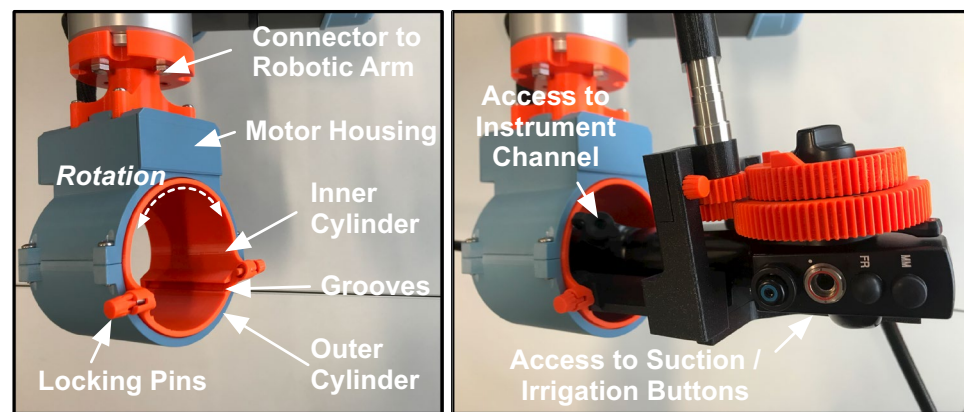 Connector to
Robotic Arm
Motor Housing
Rotation
Inner
Cylinder
Grooves
Outer
Cylinder
Locking Pins
Access to
Instrument
Channel
FR
MM
Access to Suction /
Irrigation Buttons